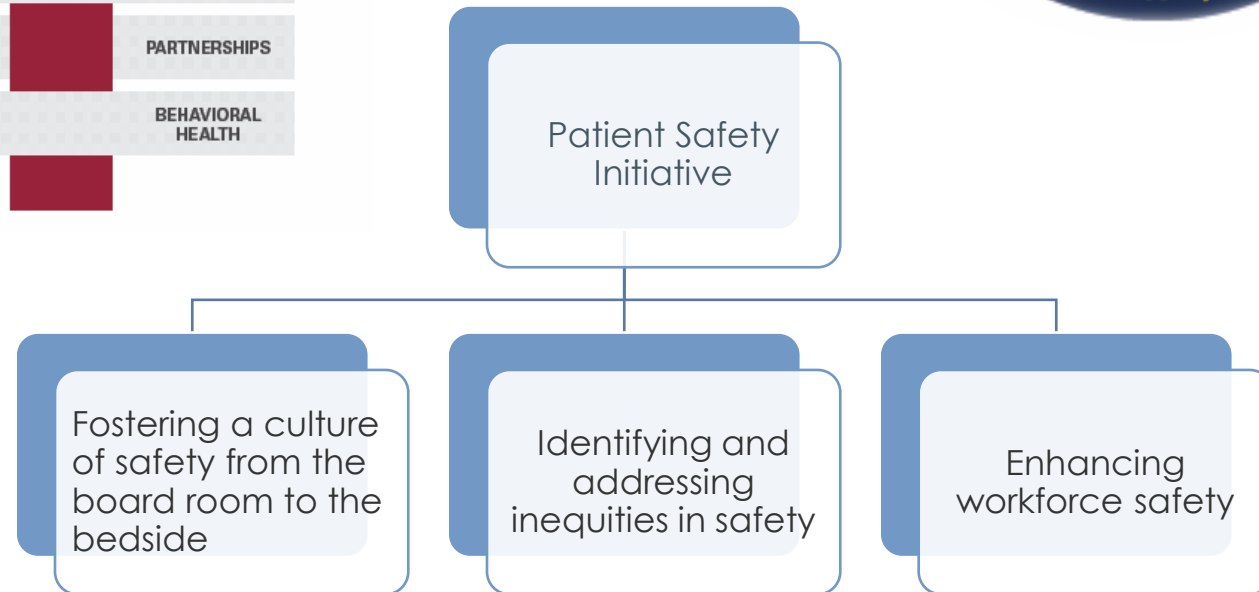 PARTNERSHIPS
BEHAVIORAL
HEALTH
Patient Safety
Initiative
Fostering a culture
of safety from the
board room to the
bedside
Identifying and
addressing
inequities in safety
Enhancing
workforce safety